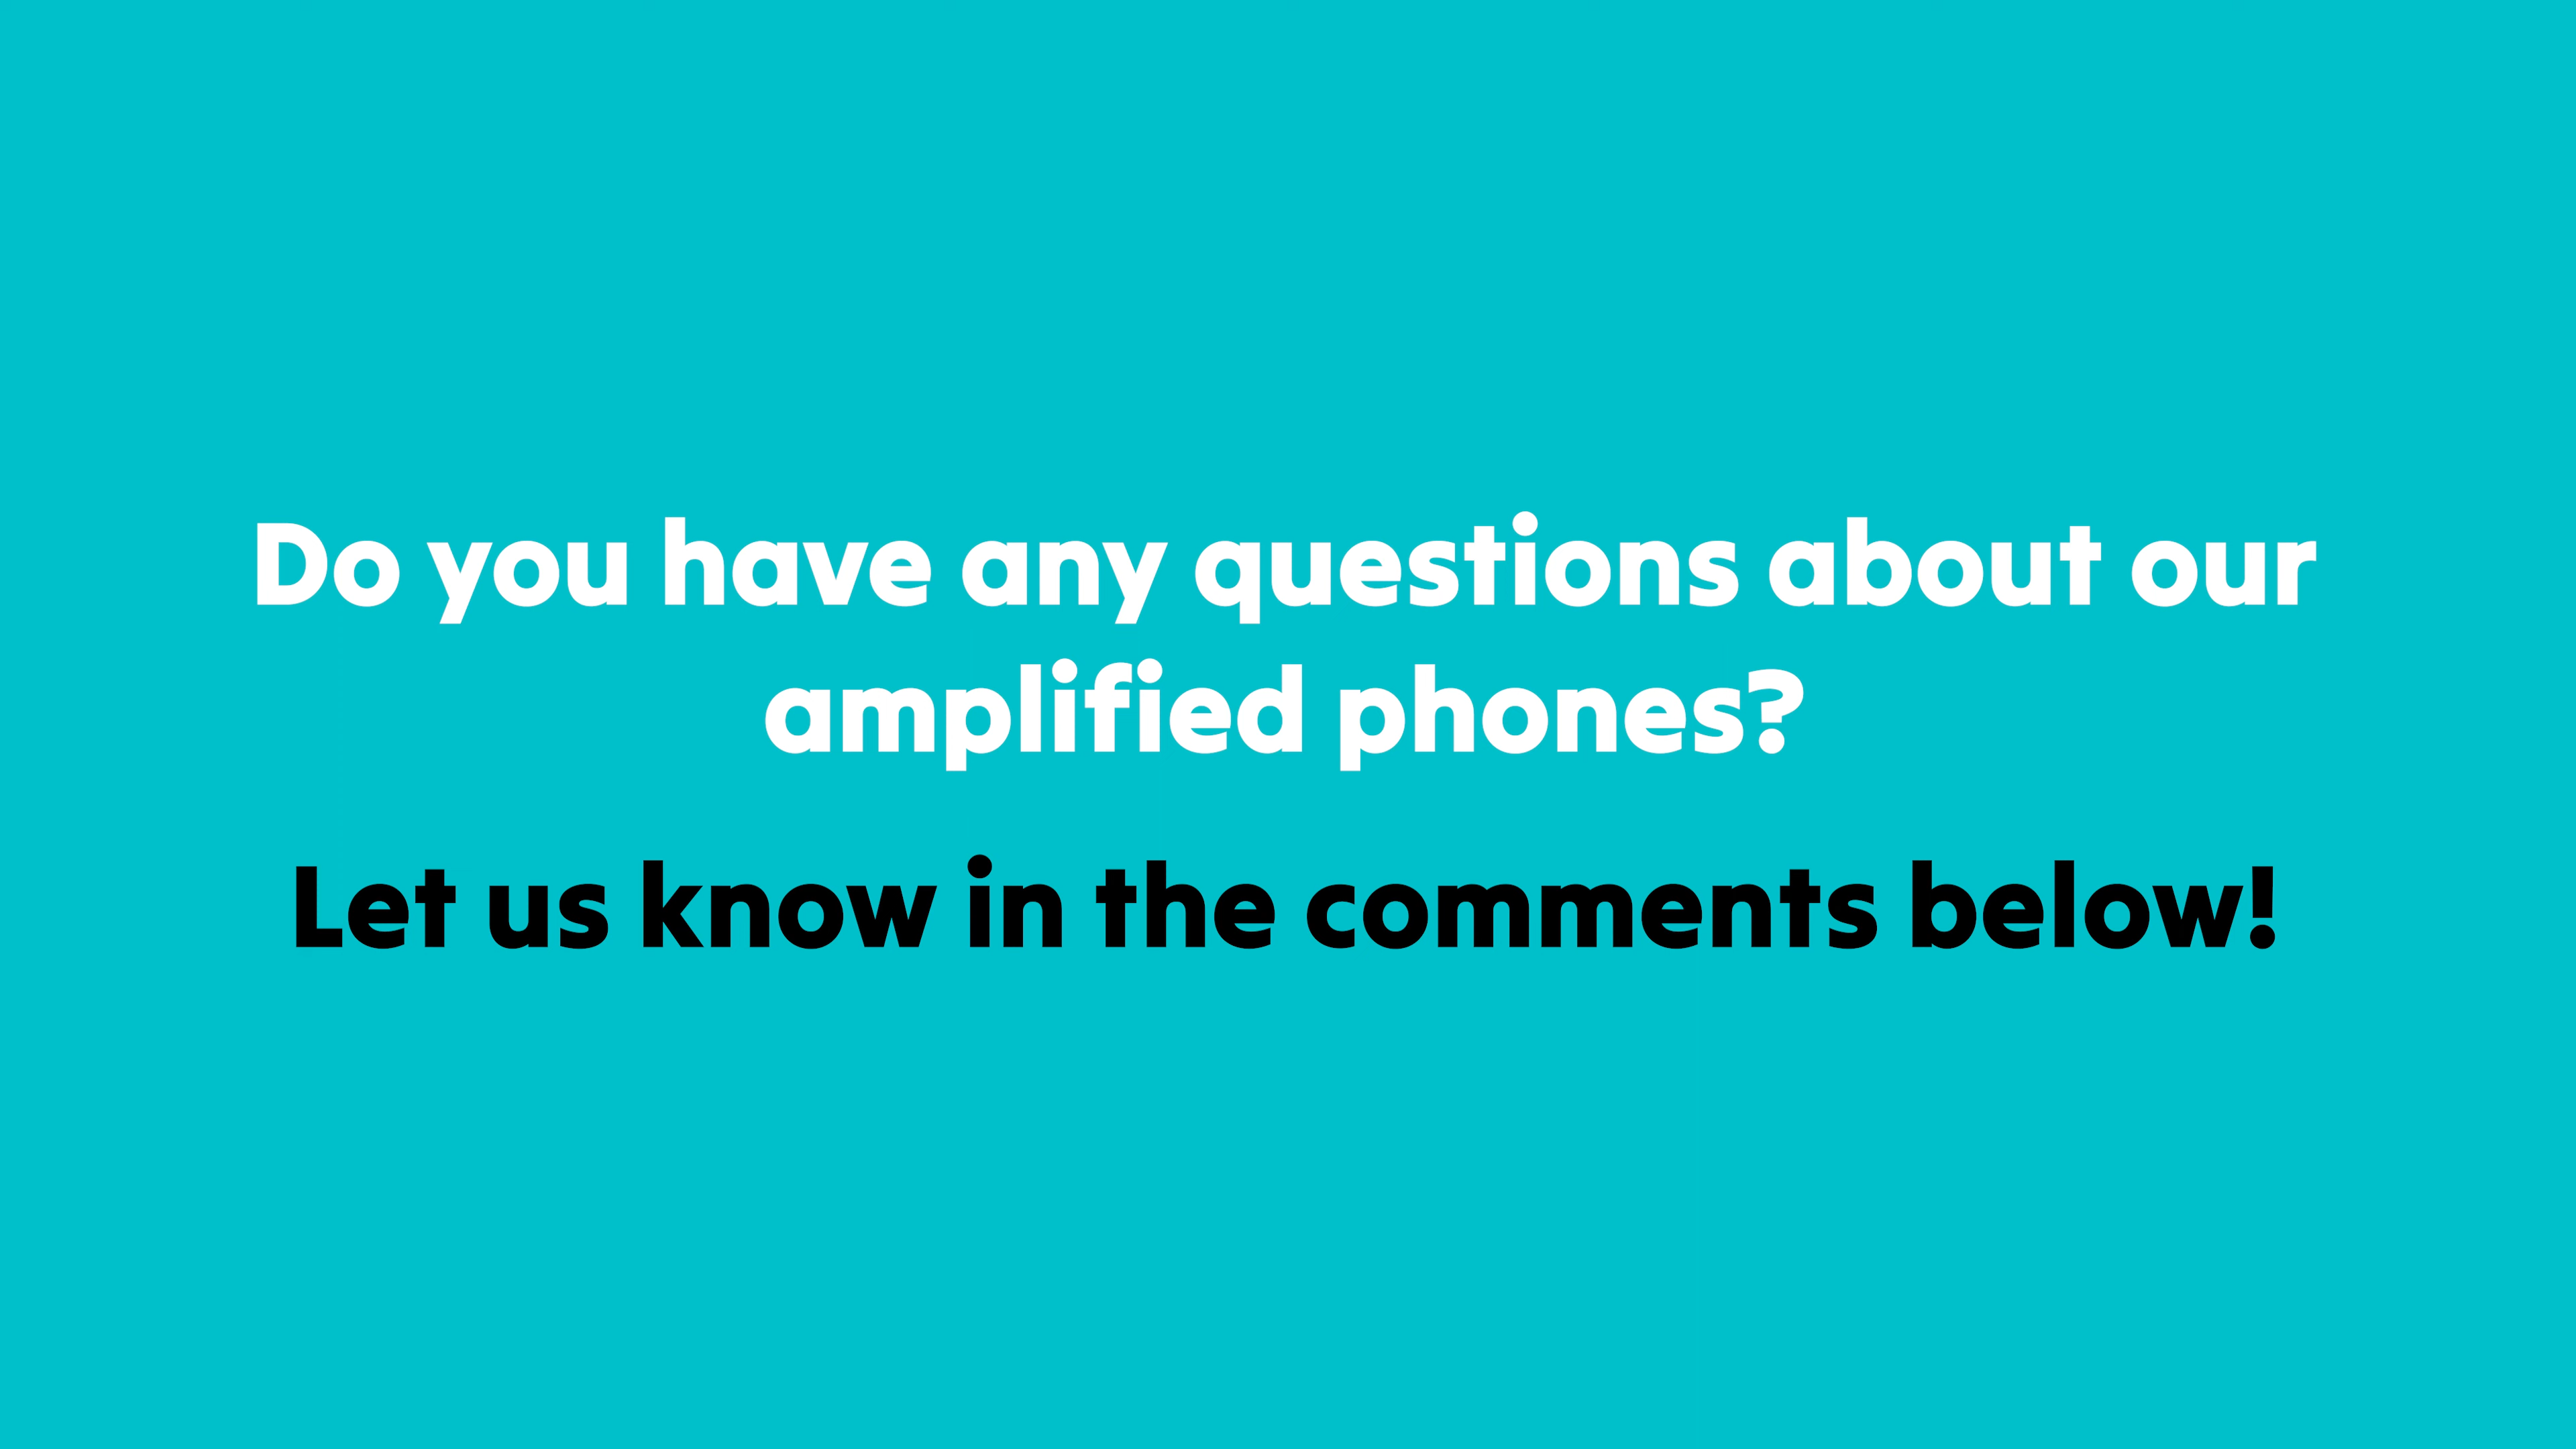 Do you have any questions about our
amplified phones?
Let us know in the comments below!